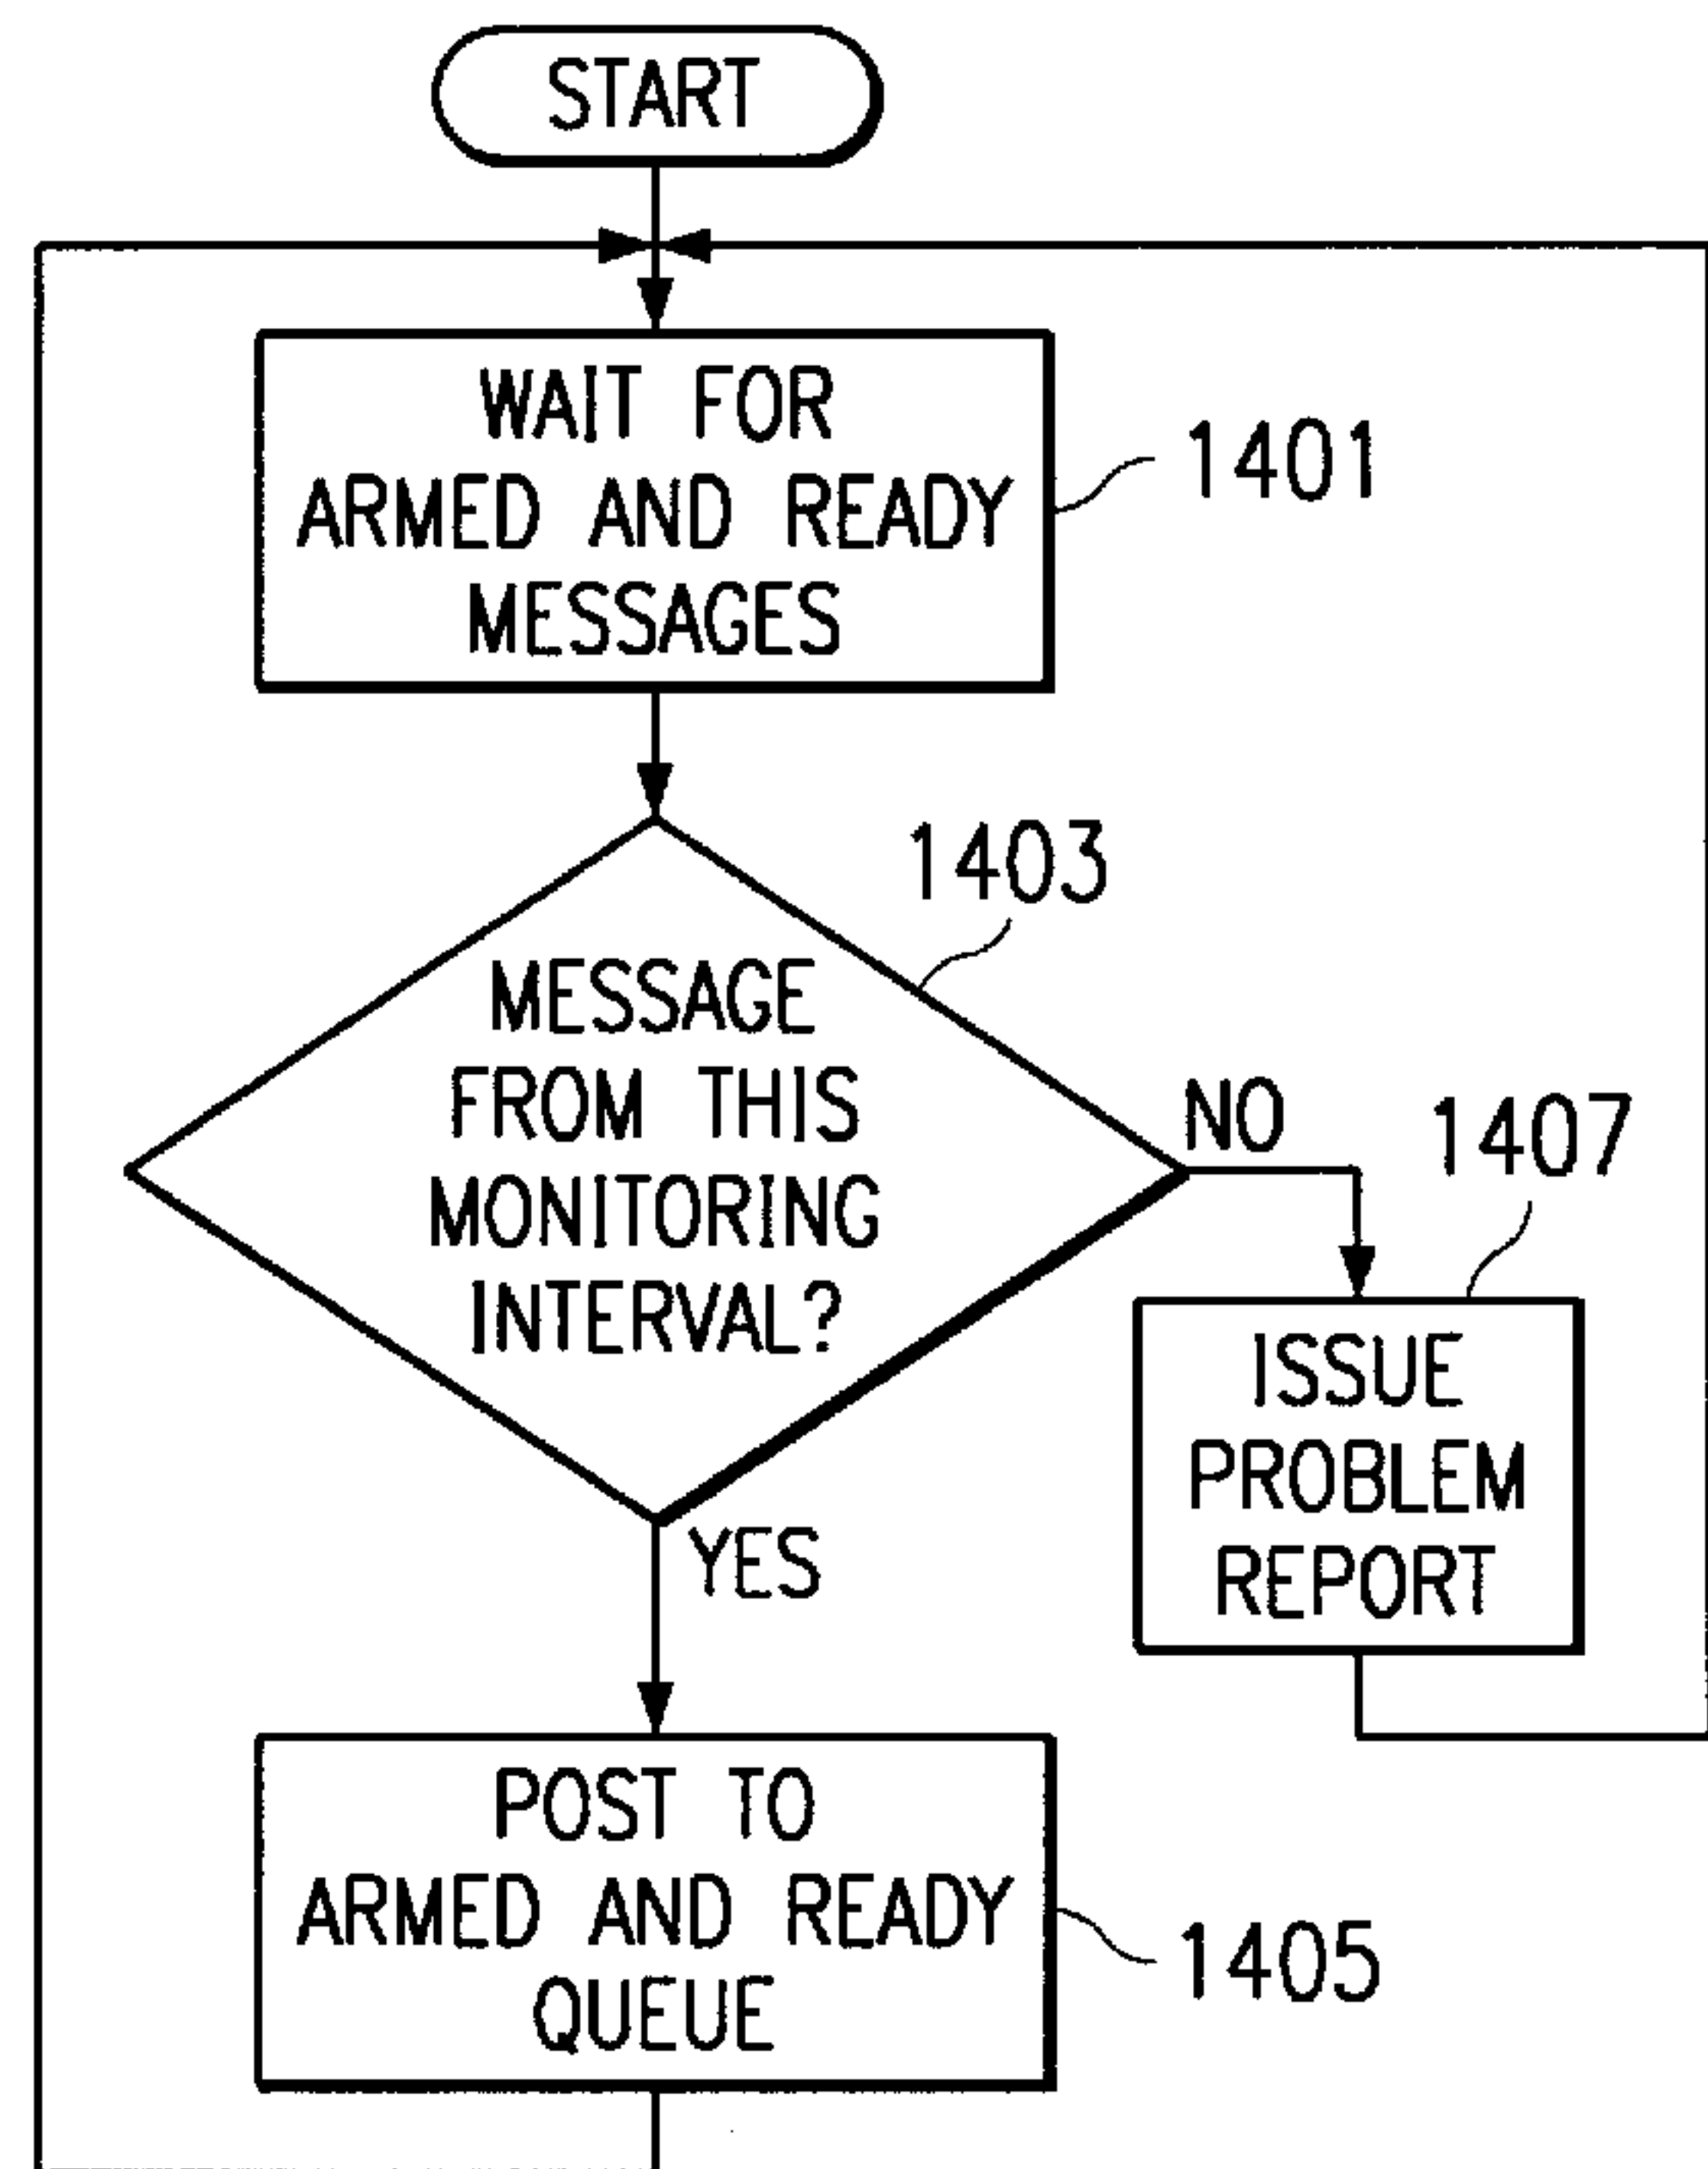 START
WAIT FOR
ARMED AND READY
MESSAGES
1401
1403
MESSAGE
FROM THIS
MONITORING
INTERVAL?
NO
1407
ISSUE
PROBLEM
REPORT
YES
POST TO
ARMED AND READY
QUEUE
1405